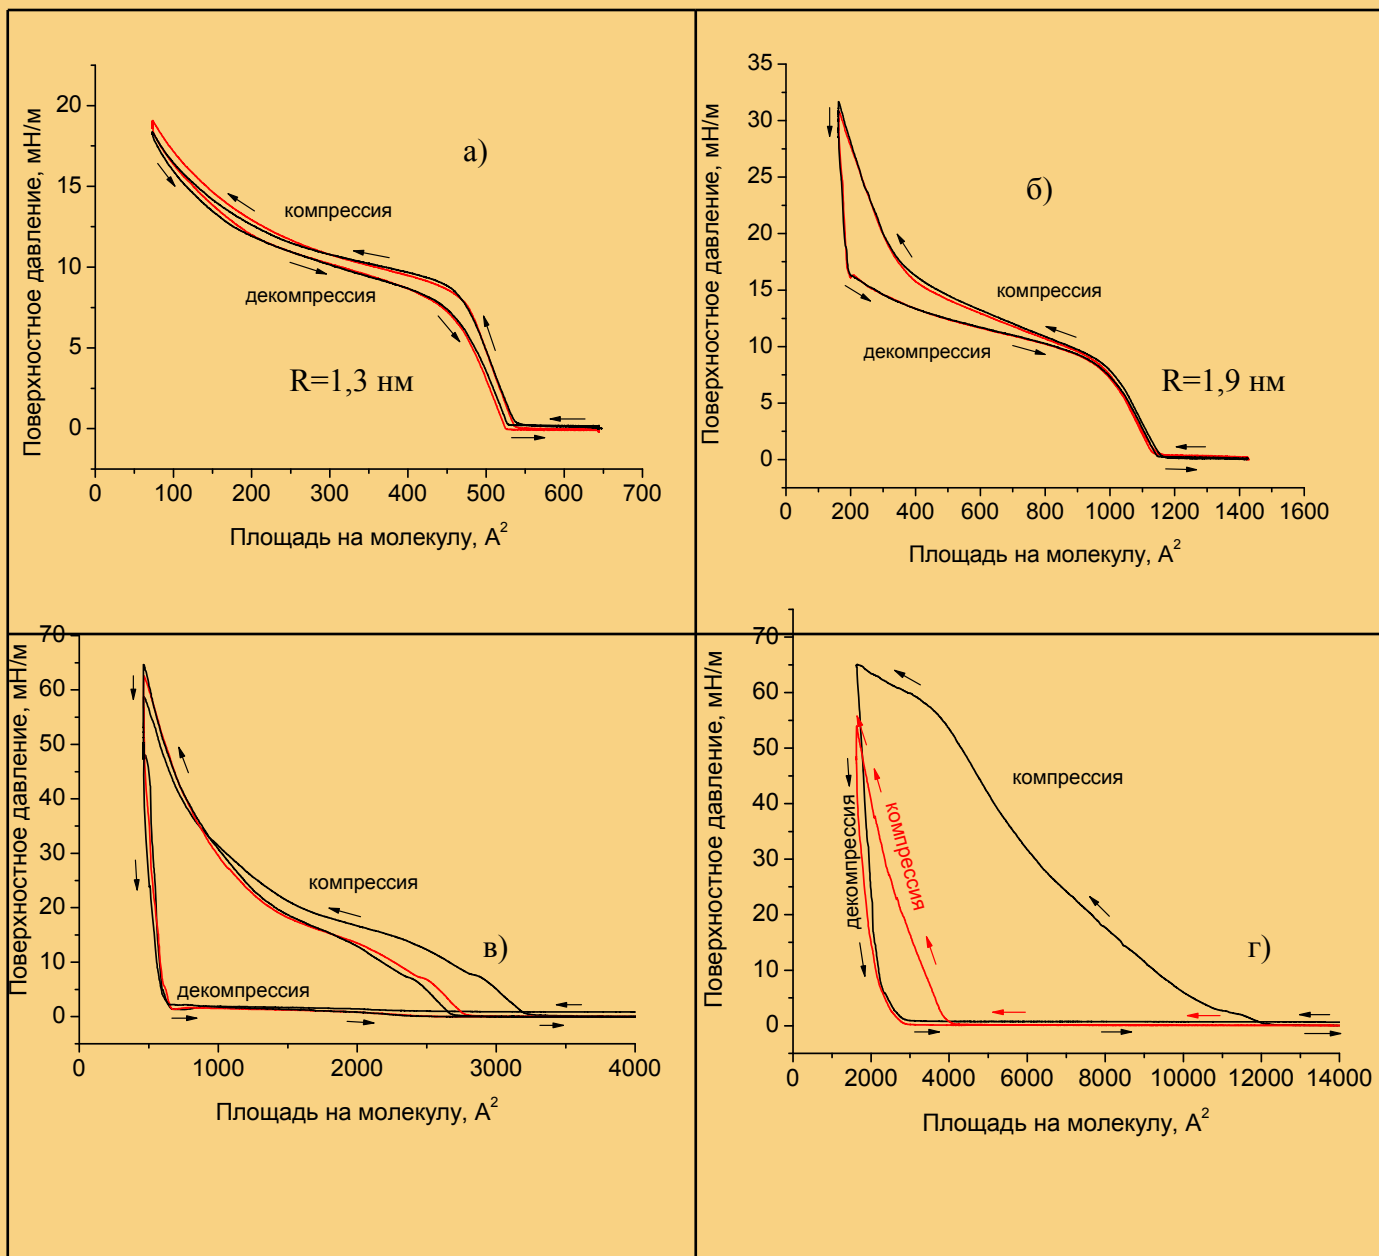 Поверхностное давление, мН/м
20
15
10
5
0
0 100 200 300 400 500 600 700
Площадь на молекулу, А²
а)
компрессия
декомпрессия
R=1,3 нм
Поверхностное давление, мН/м
35
30
25
20
15
10
5
0
0 200 400 600 800 1000 1200 1400 1600
Площадь на молекулу, А²
б)
компрессия
декомпрессия
R=1,9 нм
Поверхностное давление, мН/м
70
60
50
40
30
20
10
0
0 1000 2000 3000 4000
Площадь на молекулу, А²
компрессия
в)
декомпрессия
Поверхностное давление, мН/м
70
60
50
40
30
20
10
0
0 2000 4000 6000 8000 10000 12000 14000
Площадь на молекулу, А²
компрессия
компрессия
декомпрессия
г)